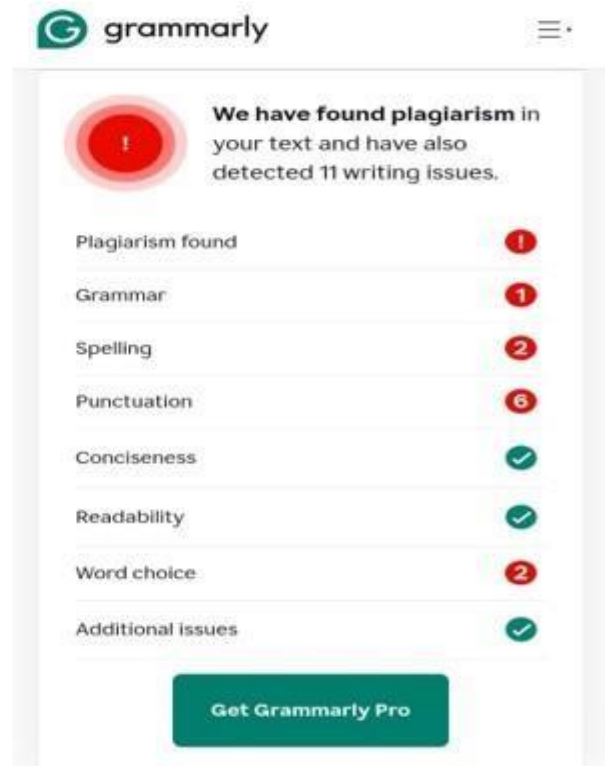 grammarly
We have found plagiarism in
your text and have also
detected 11 writing issues.
Plagiarism found !
Grammar 1
Spelling 2
Punctuation 6
Conciseness
Readability
Word choice 2
Additional issues
Get Grammarly Pro